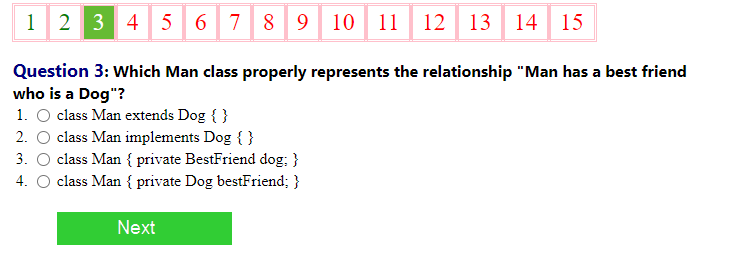 1 2 3 4 5 6 7 8 9 10 11 12 13 14 15
Question 3: Which Man class properly represents the relationship "Man has a best friend
who is a Dog"?
1. class Man extends Dog { }
2. class Man implements Dog { }
3. class Man { private BestFriend dog; }
4. class Man { private Dog bestFriend; }
Next